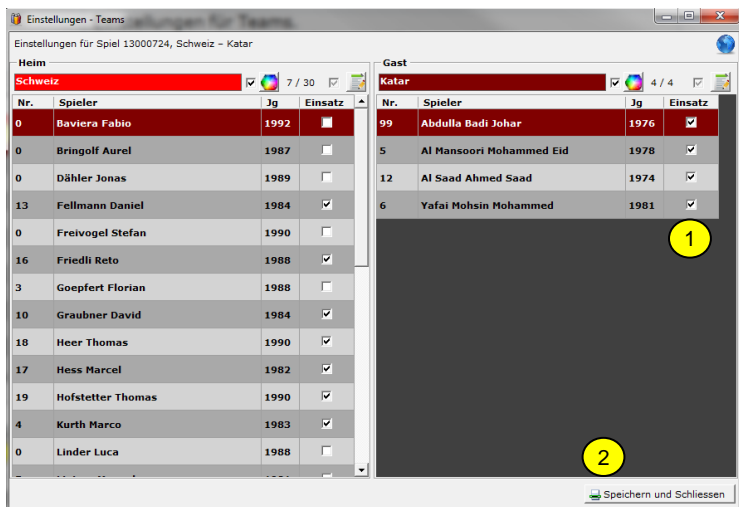 Einstellungen - Teams
Einstellungen für Teams.
Einstellungen für Spiel 13000724, Schweiz – Katar
Heim
Schweiz 7 / 30
Nr. Spieler Jg Einsatz
0 Baviera Fabio 1992
0 Bringolf Aurel 1987
0 Dähler Jonas 1989
13 Fellmann Daniel 1984
0 Freivogel Stefan 1990
16 Friedli Reto 1988
3 Goepfert Florian 1988
10 Graubner David 1984
18 Heer Thomas 1990
17 Hess Marcel 1982
19 Hofstetter Thomas 1990
4 Kurth Marco 1983
0 Linder Luca 1988
Gast
Katar 4 / 4
Nr. Spieler Jg Einsatz
99 Abdulla Badi Johar 1976
5 Al Mansoori Mohammed Eid 1978
12 Al Saad Ahmed Saad 1974
6 Yafai Mohsin Mohammed 1981
1
2
Speichern und Schliessen